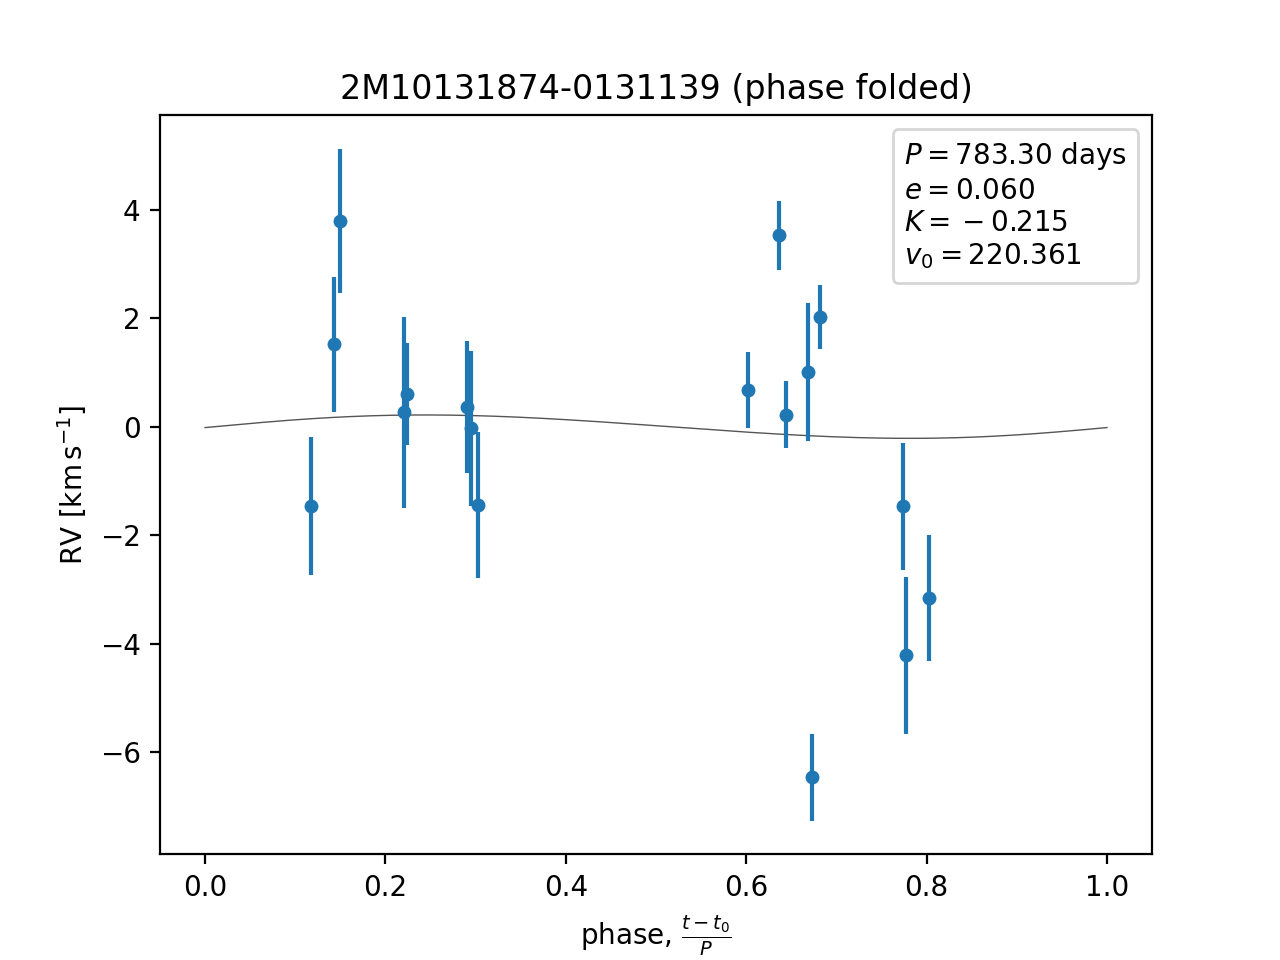 2M10131874-0131139 (phase folded)
P = 783.30 days
e = 0.060
K = −0.215
v₀ = 220.361
4
2
0
−2
−4
−6
RV [km s⁻¹]
0.0 0.2 0.4 0.6 0.8 1.0
phase, (t − t₀)/P